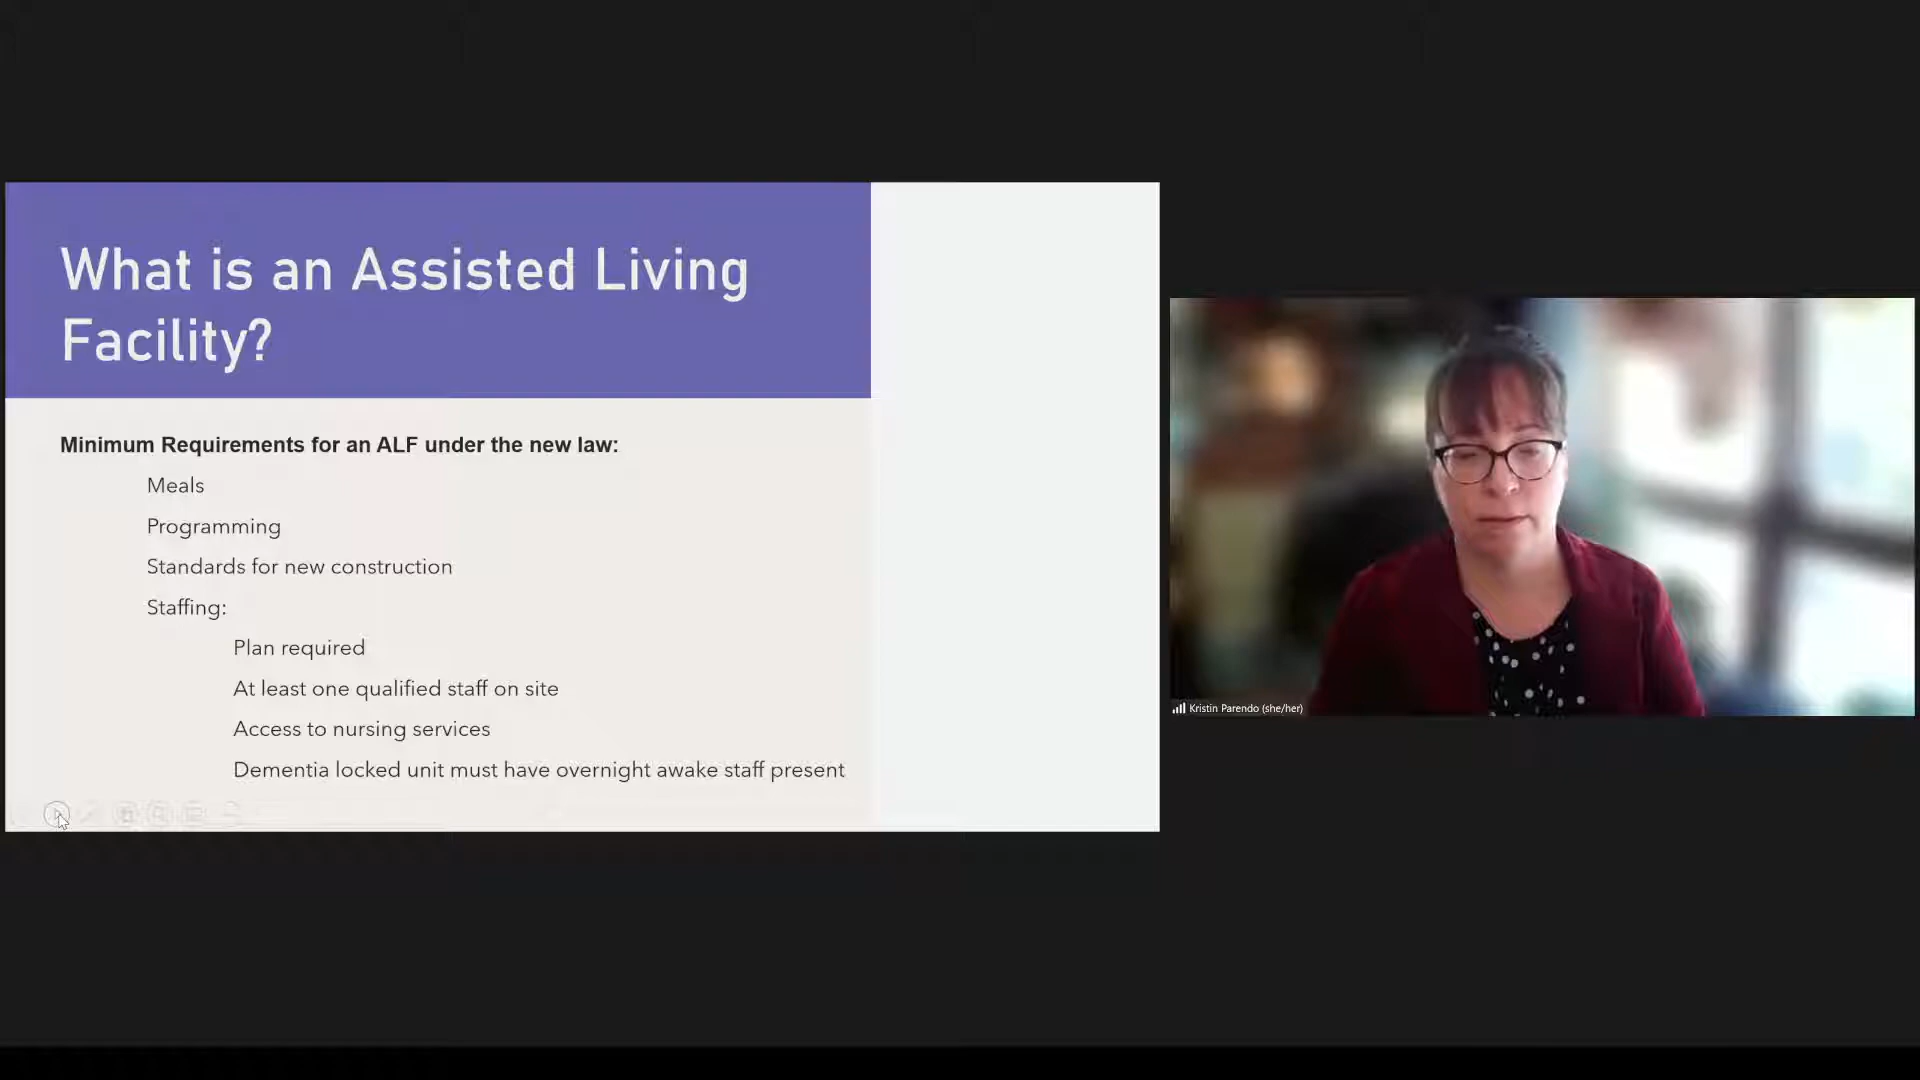 What is an Assisted Living
Facility?
Minimum Requirements for an ALF under the new law:
Meals
Programming
Standards for new construction
Staffing:
Plan required
At least one qualified staff on site
Access to nursing services
Dementia locked unit must have overnight awake staff present
Kristin Parendo (she/her)